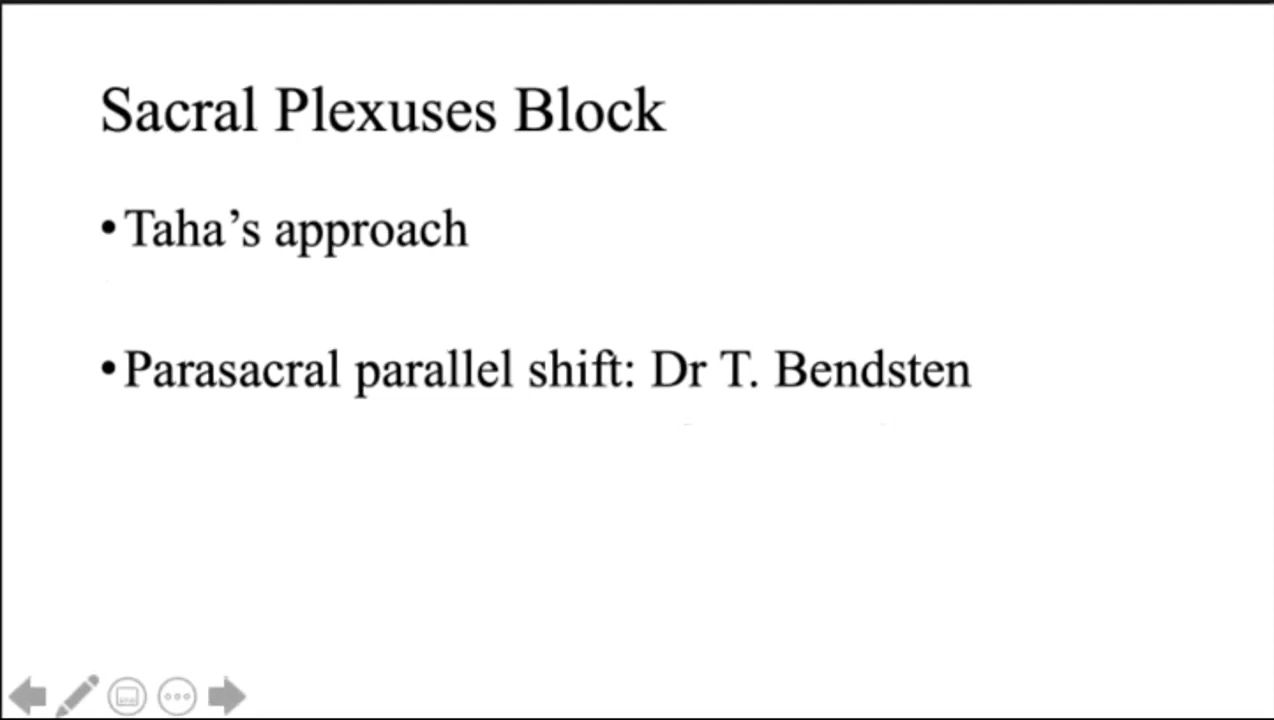 Sacral Plexuses Block
•Taha’s approach
•Parasacral parallel shift: Dr T. Bendsten